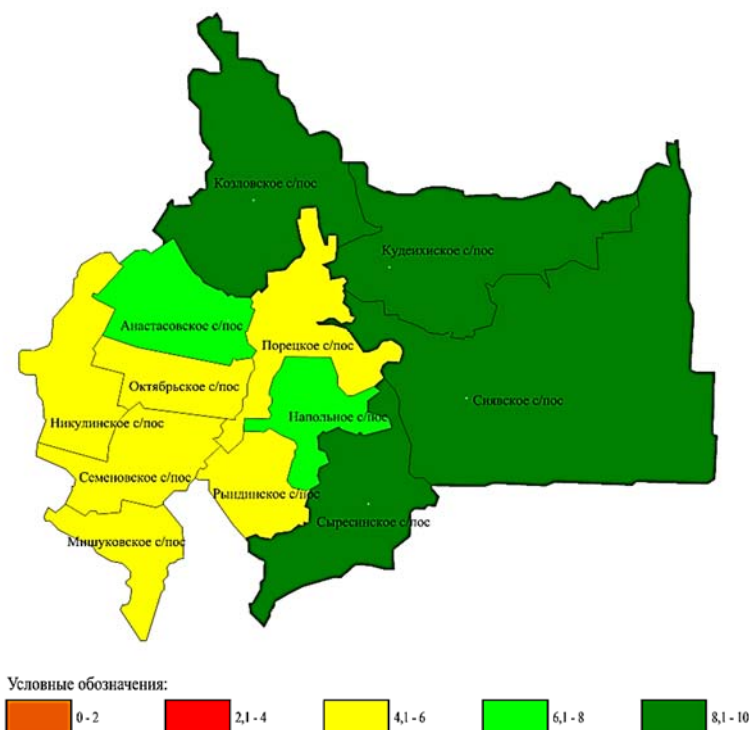 Козловское с/пос
Кудеихиское с/пос
Анастасовское с/пос
Порецкое с/пос
Октябрьское с/пос
Сиявское с/пос
Никулинское с/пос
Напольное с/пос
Семеновское с/пос
Рындинское с/пос
Сыресинское с/пос
Мишуковское с/пос
Условные обозначения:
0 - 2
2,1 - 4
4,1 - 6
6,1 - 8
8,1 - 10